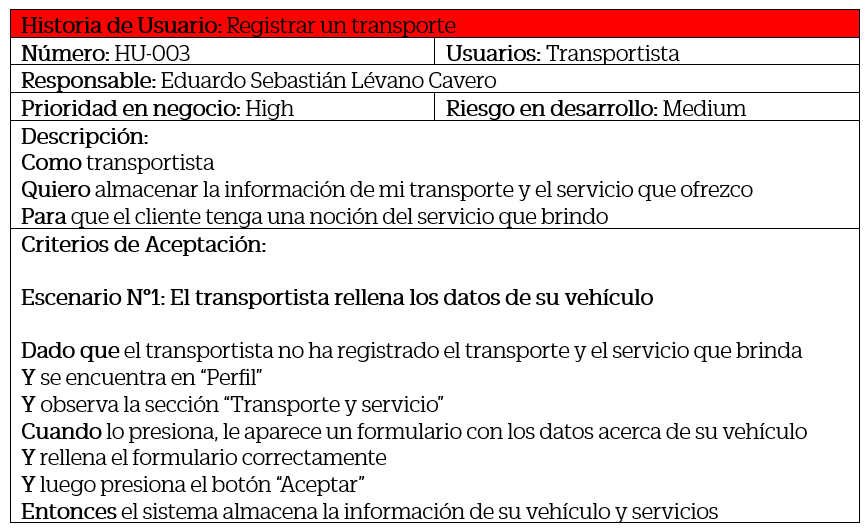 Historia de Usuario: Registrar un transporte
Número: HU-003
Usuarios: Transportista
Responsable: Eduardo Sebastián Lévano Cavero
Prioridad en negocio: High
Riesgo en desarrollo: Medium
Descripción:
Como transportista
Quiero almacenar la información de mi transporte y el servicio que ofrezco
Para que el cliente tenga una noción del servicio que brindo
Criterios de Aceptación:
Escenario N°1: El transportista rellena los datos de su vehículo
Dado que el transportista no ha registrado el transporte y el servicio que brinda
Y se encuentra en “Perfil”
Y observa la sección “Transporte y servicio”
Cuando lo presiona, le aparece un formulario con los datos acerca de su vehículo
Y rellena el formulario correctamente
Y luego presiona el botón “Aceptar”
Entonces el sistema almacena la información de su vehículo y servicios